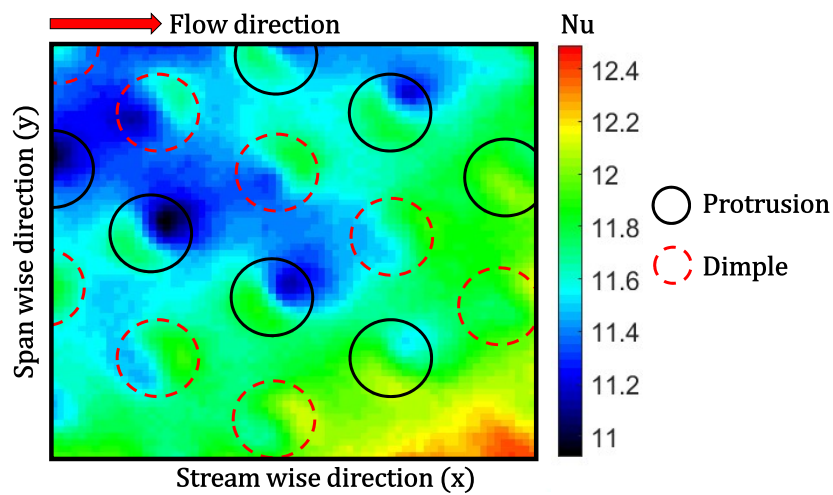 Flow direction
Nu
Span wise direction (y)
Stream wise direction (x)
12.4
12.2
12
11.8
11.6
11.4
11.2
11
Protrusion
Dimple